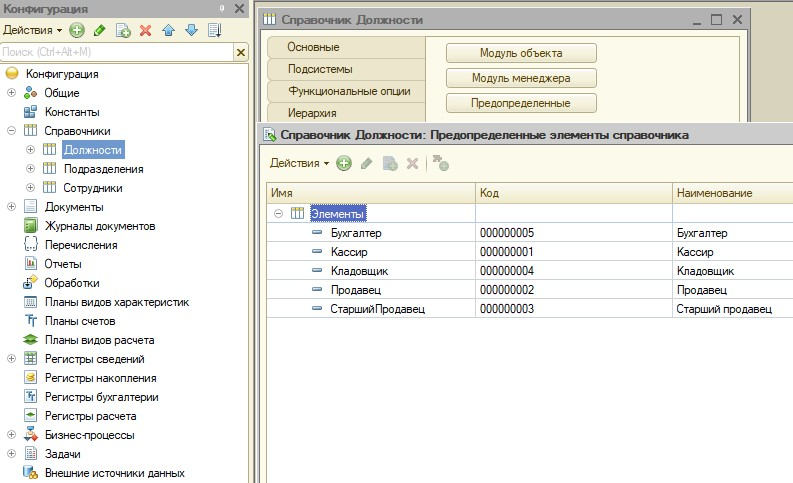 Конфигурация
Действия
Поиск (Ctrl+Alt+M)
Конфигурация
Общие
Константы
Справочники
Должности
Подразделения
Сотрудники
Документы
Журналы документов
Перечисления
Отчеты
Обработки
Планы видов характеристик
Планы счетов
Планы видов расчета
Регистры сведений
Регистры накопления
Регистры бухгалтерии
Регистры расчета
Бизнес-процессы
Задачи
Внешние источники данных
Справочник Должности
Основные
Подсистемы
Функциональные опции
Иерархия
Модуль объекта
Модуль менеджера
Предопределенные
Справочник Должности: Предопределенные элементы справочника
Действия
Имя Код Наименование
Элементы
Бухгалтер 000000005 Бухгалтер
Кассир 000000001 Кассир
Кладовщик 000000004 Кладовщик
Продавец 000000002 Продавец
СтаршийПродавец 000000003 Старший продавец